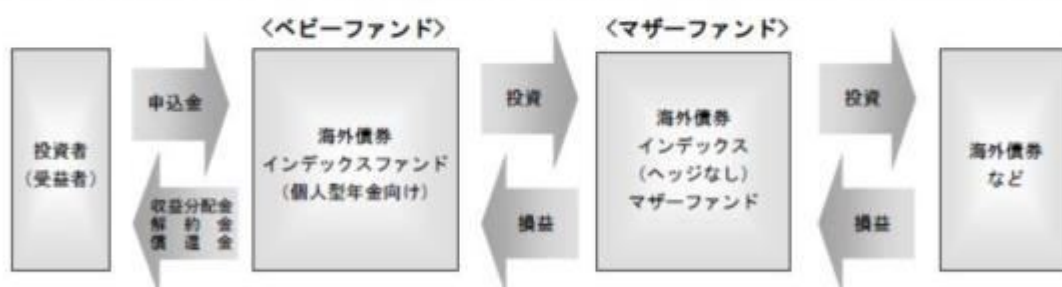 〈ベビーファンド〉
〈マザーファンド〉
投資者
(受益者)
申込金
収益分配金
解約金
償還金
海外債券
インデックスファンド
(個人型年金向け)
投資
損益
海外債券
インデックス
(ヘッジなし)
マザーファンド
投資
損益
海外債券
など